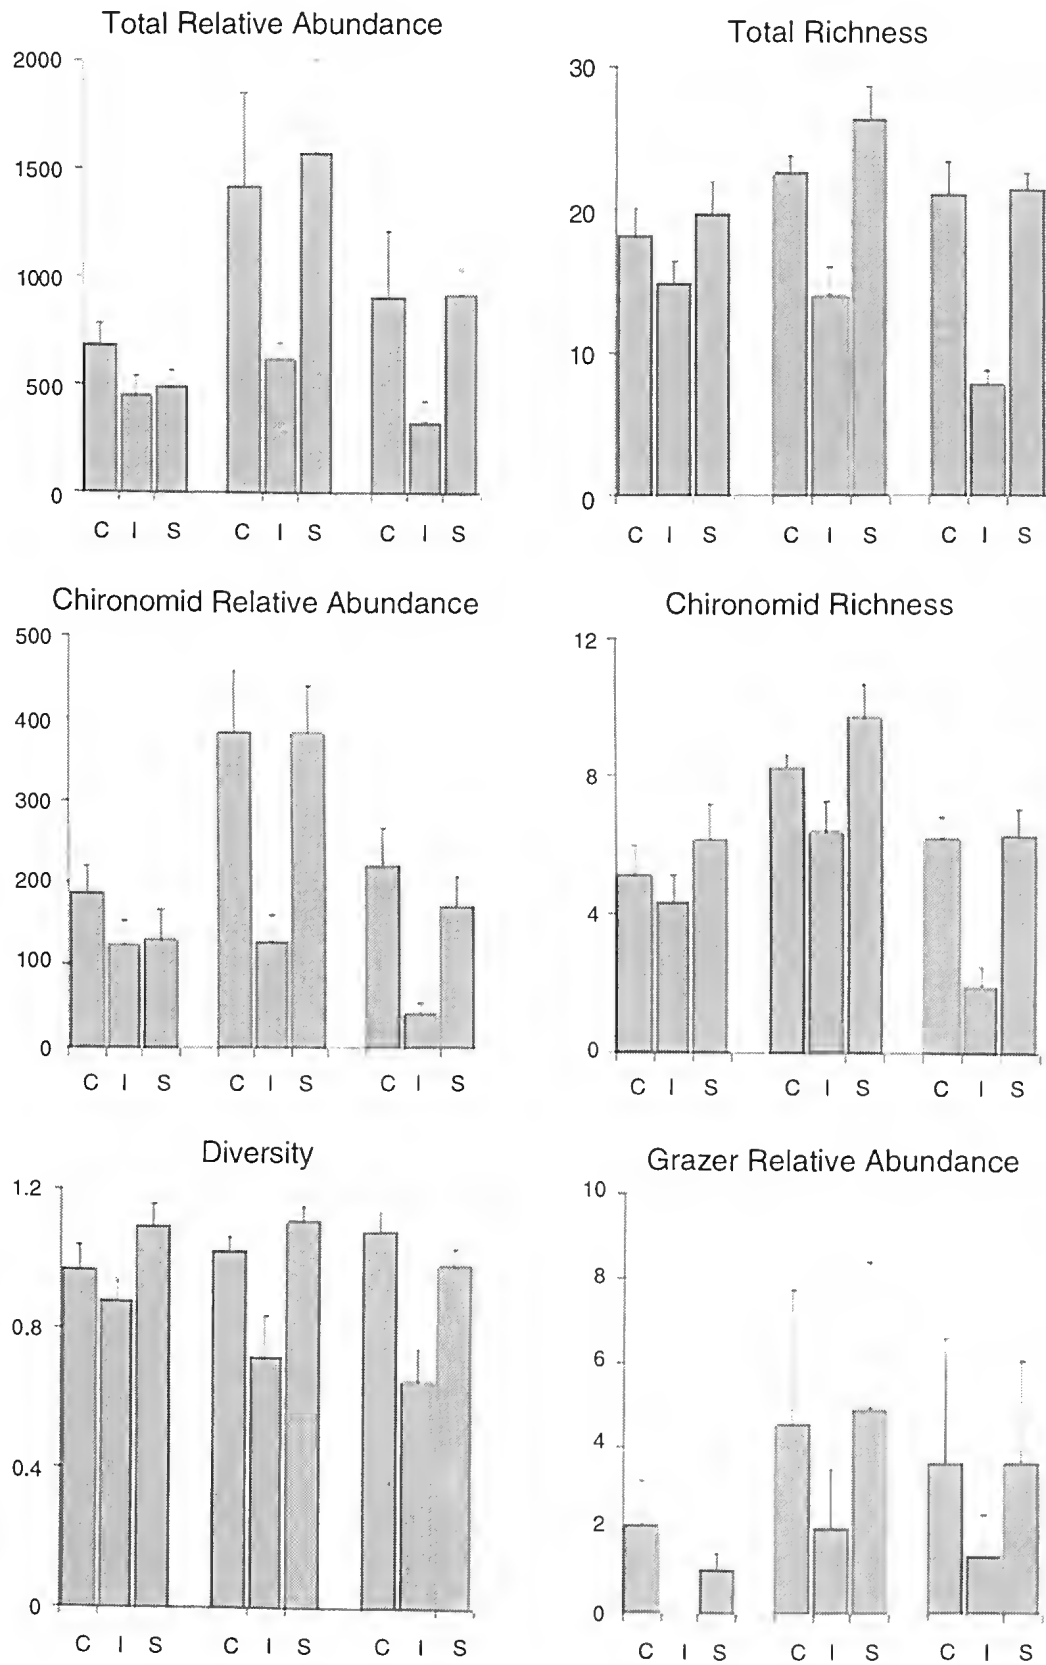 Total Relative Abundance
2000
1500
1000
500
0
C I S C I S C I S
Total Richness
30
20
10
0
C I S C I S C I S
Chironomid Relative Abundance
500
400
300
200
100
0
C I S C I S C I S
Chironomid Richness
12
8
4
0
C I S C I S C I S
Diversity
1.2
0.8
0.4
0
C I S C I S C I S
Grazer Relative Abundance
10
8
6
4
2
0
C I S C I S C I S